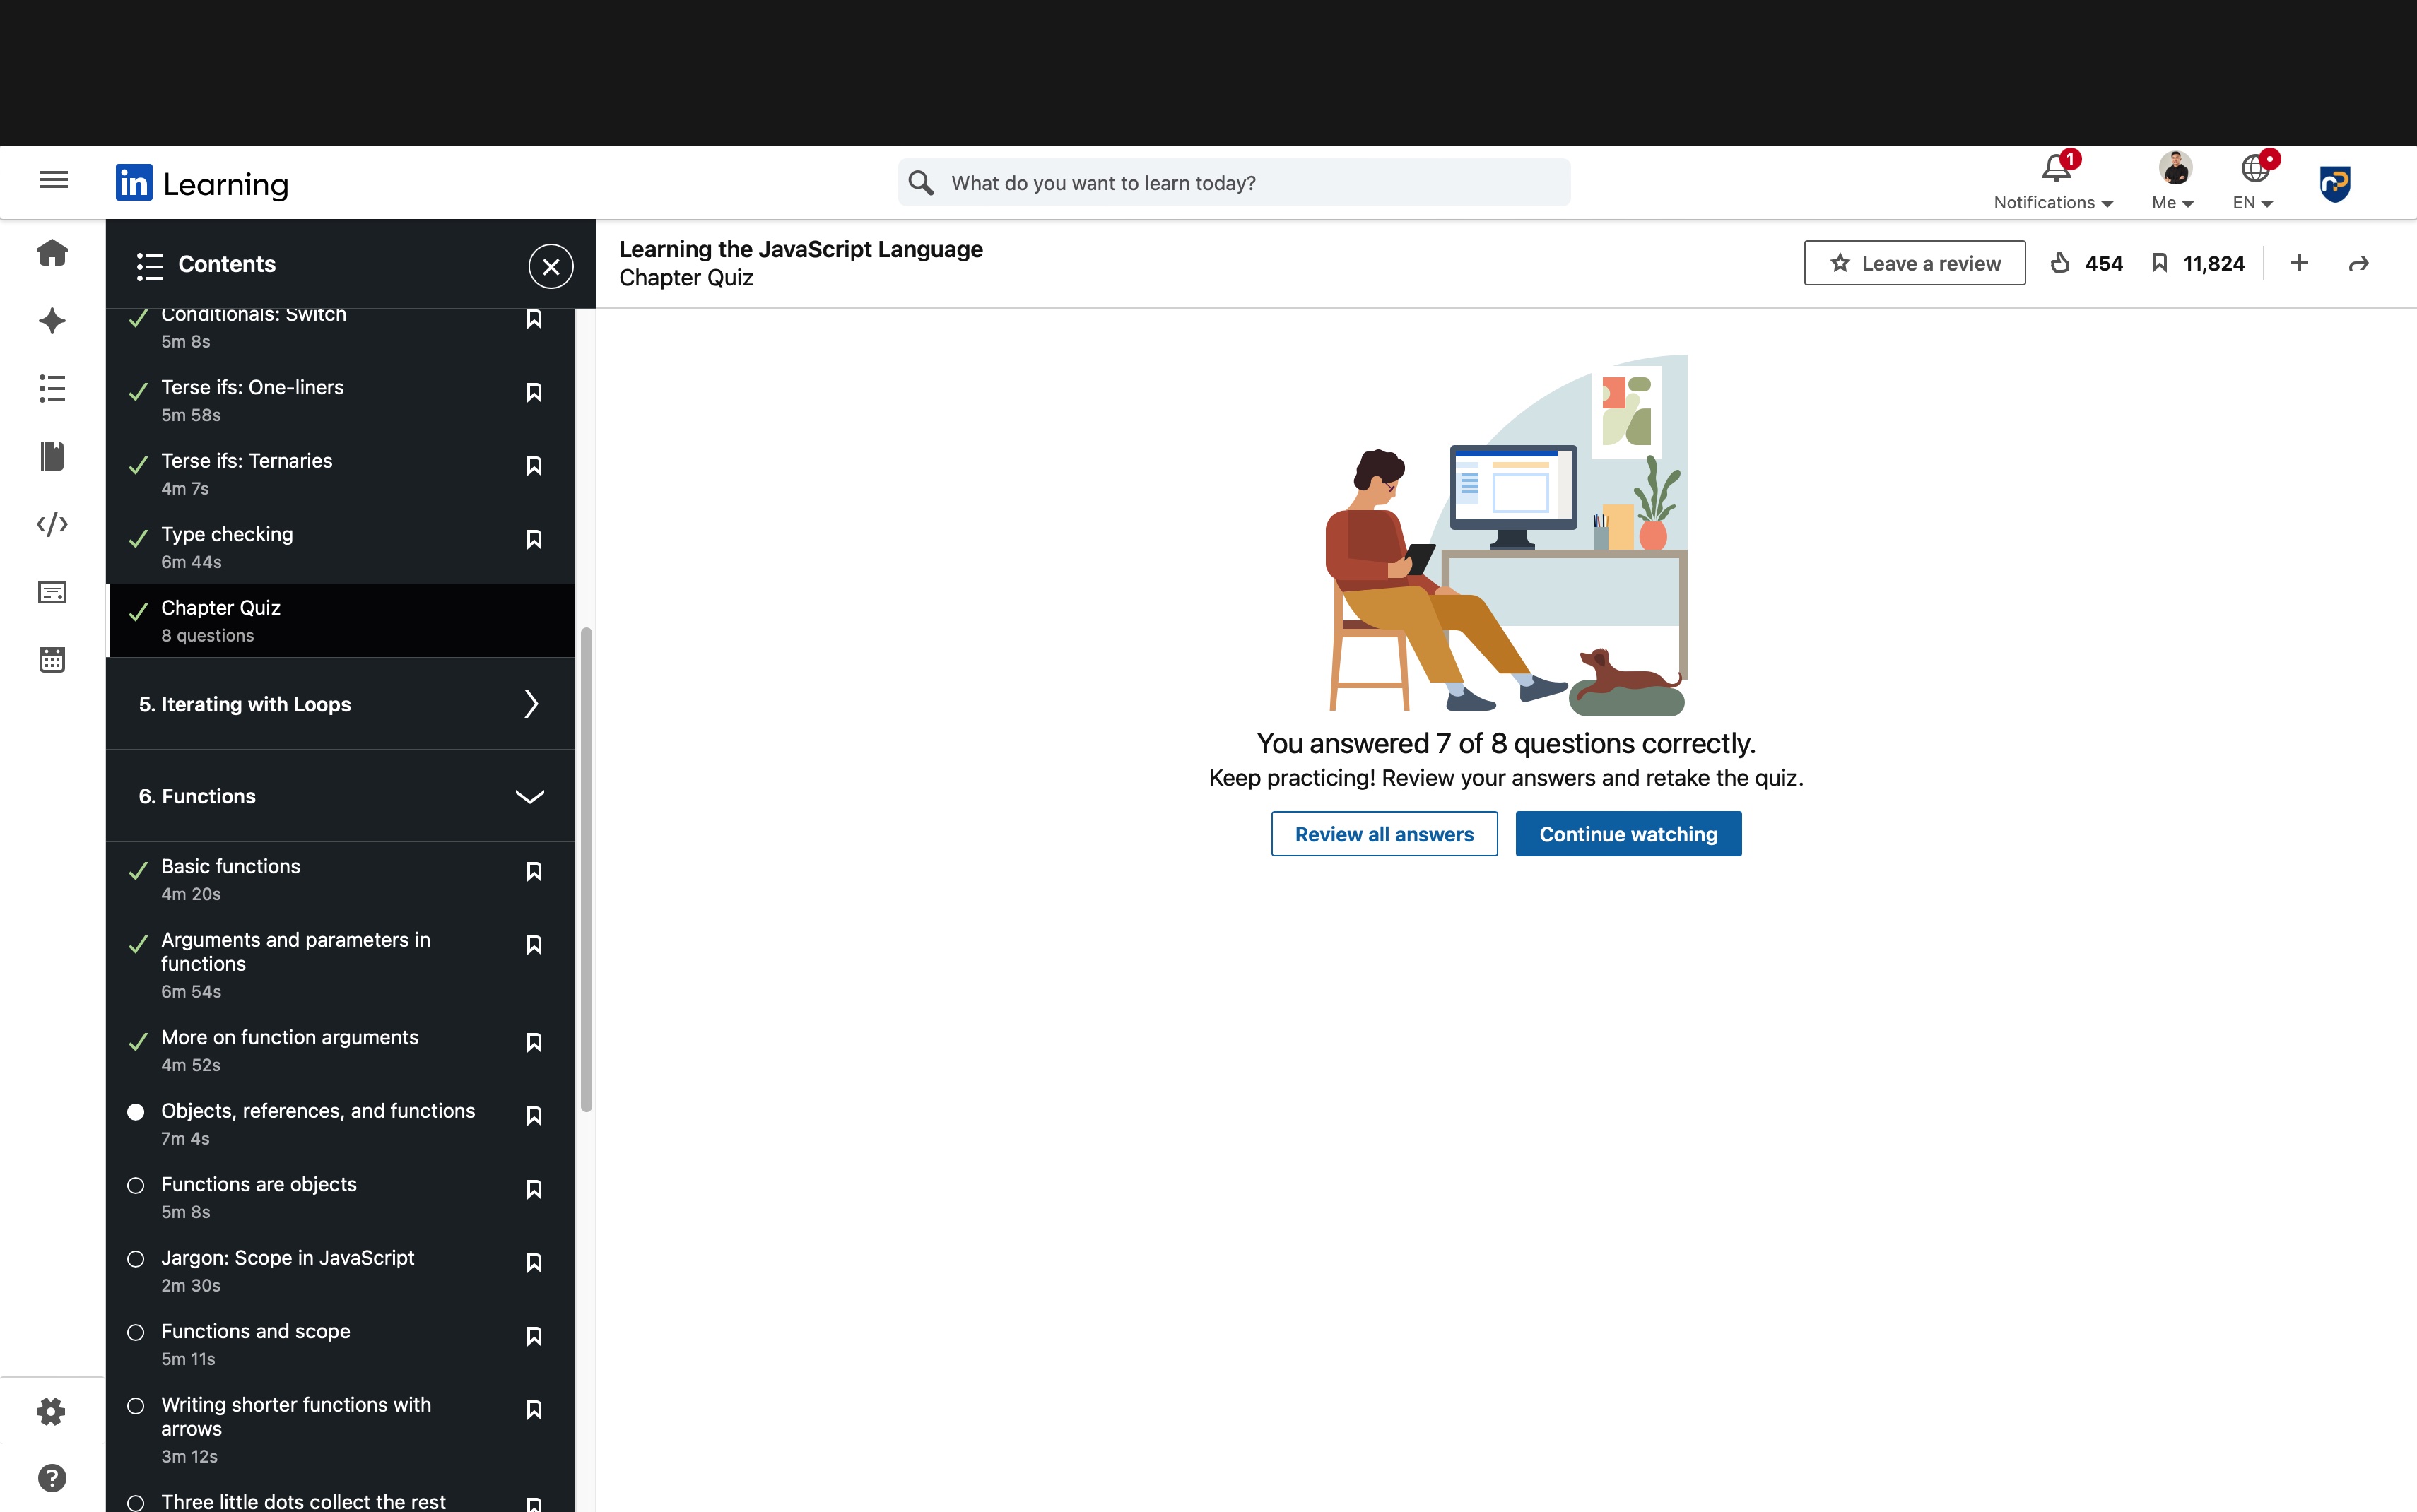 in Learning
What do you want to learn today?
1
Notifications
Me
EN
Contents
Learning the JavaScript Language
Chapter Quiz
Leave a review
454
11,824
Conditionals: Switch
5m 8s
Terse ifs: One-liners
5m 58s
Terse ifs: Ternaries
4m 7s
Type checking
6m 44s
Chapter Quiz
8 questions
5. Iterating with Loops
6. Functions
Basic functions
4m 20s
Arguments and parameters in
functions
6m 54s
More on function arguments
4m 52s
Objects, references, and functions
7m 4s
Functions are objects
5m 8s
Jargon: Scope in JavaScript
2m 30s
Functions and scope
5m 11s
Writing shorter functions with
arrows
3m 12s
Three little dots collect the rest
You answered 7 of 8 questions correctly.
Keep practicing! Review your answers and retake the quiz.
Review all answers
Continue watching